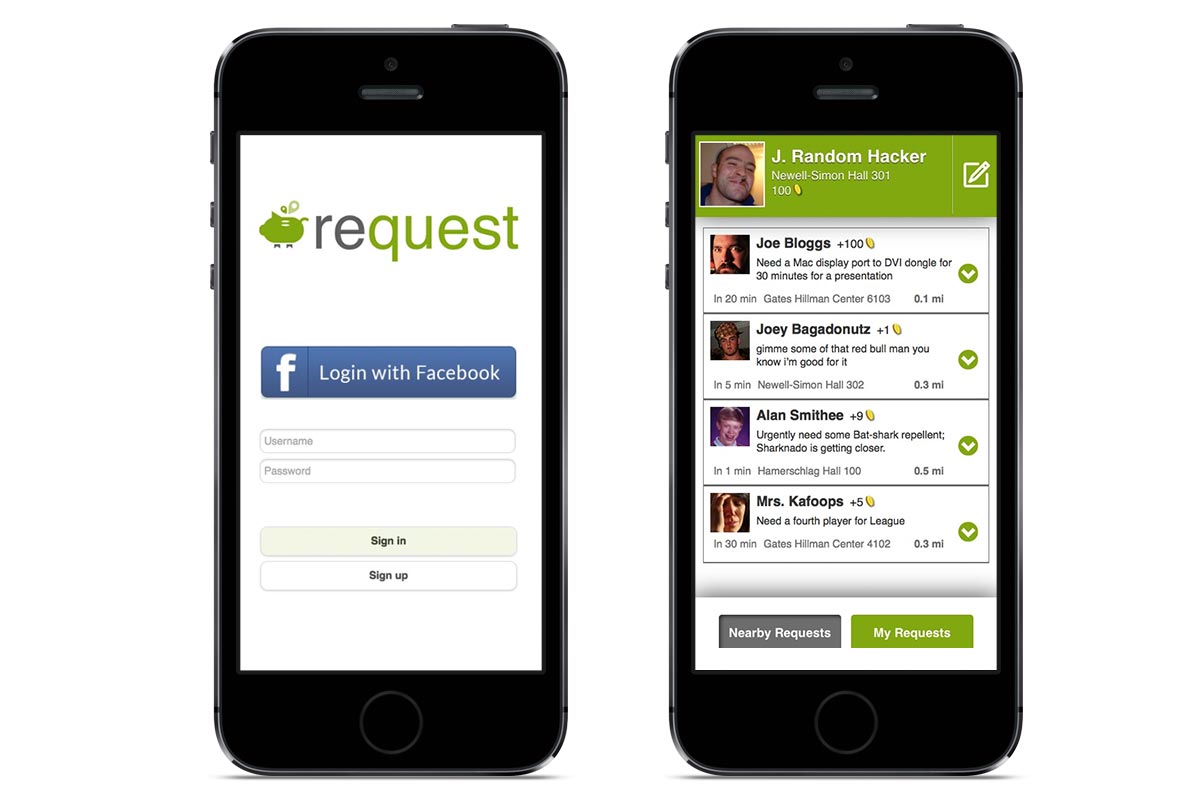 request
f Login with Facebook
Username
Password
Sign in
Sign up
J. Random Hacker
Newell-Simon Hall 301
100
Joe Bloggs +100
Need a Mac display port to DVI dongle for
30 minutes for a presentation
In 20 min Gates Hillman Center 6103 0.1 mi
Joey Bagadonutz +1
gimme some of that red bull man you
know i'm good for it
In 5 min Newell-Simon Hall 302 0.3 mi
Alan Smithee +9
Urgently need some Bat-shark repellent;
Sharknado is getting closer.
In 1 min Hamerschlag Hall 100 0.5 mi
Mrs. Kafoops +5
Need a fourth player for League
In 30 min Gates Hillman Center 4102 0.3 mi
Nearby Requests
My Requests